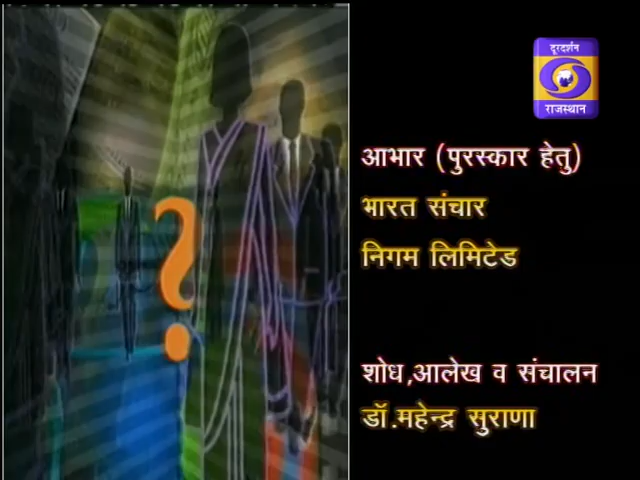 दूरदर्शन
राजस्थान
आभार (पुरस्कार हेतु)
भारत संचार
निगम लिमिटेड
?
शोध,आलेख व संचालन
डॉ.महेन्द्र सुराणा